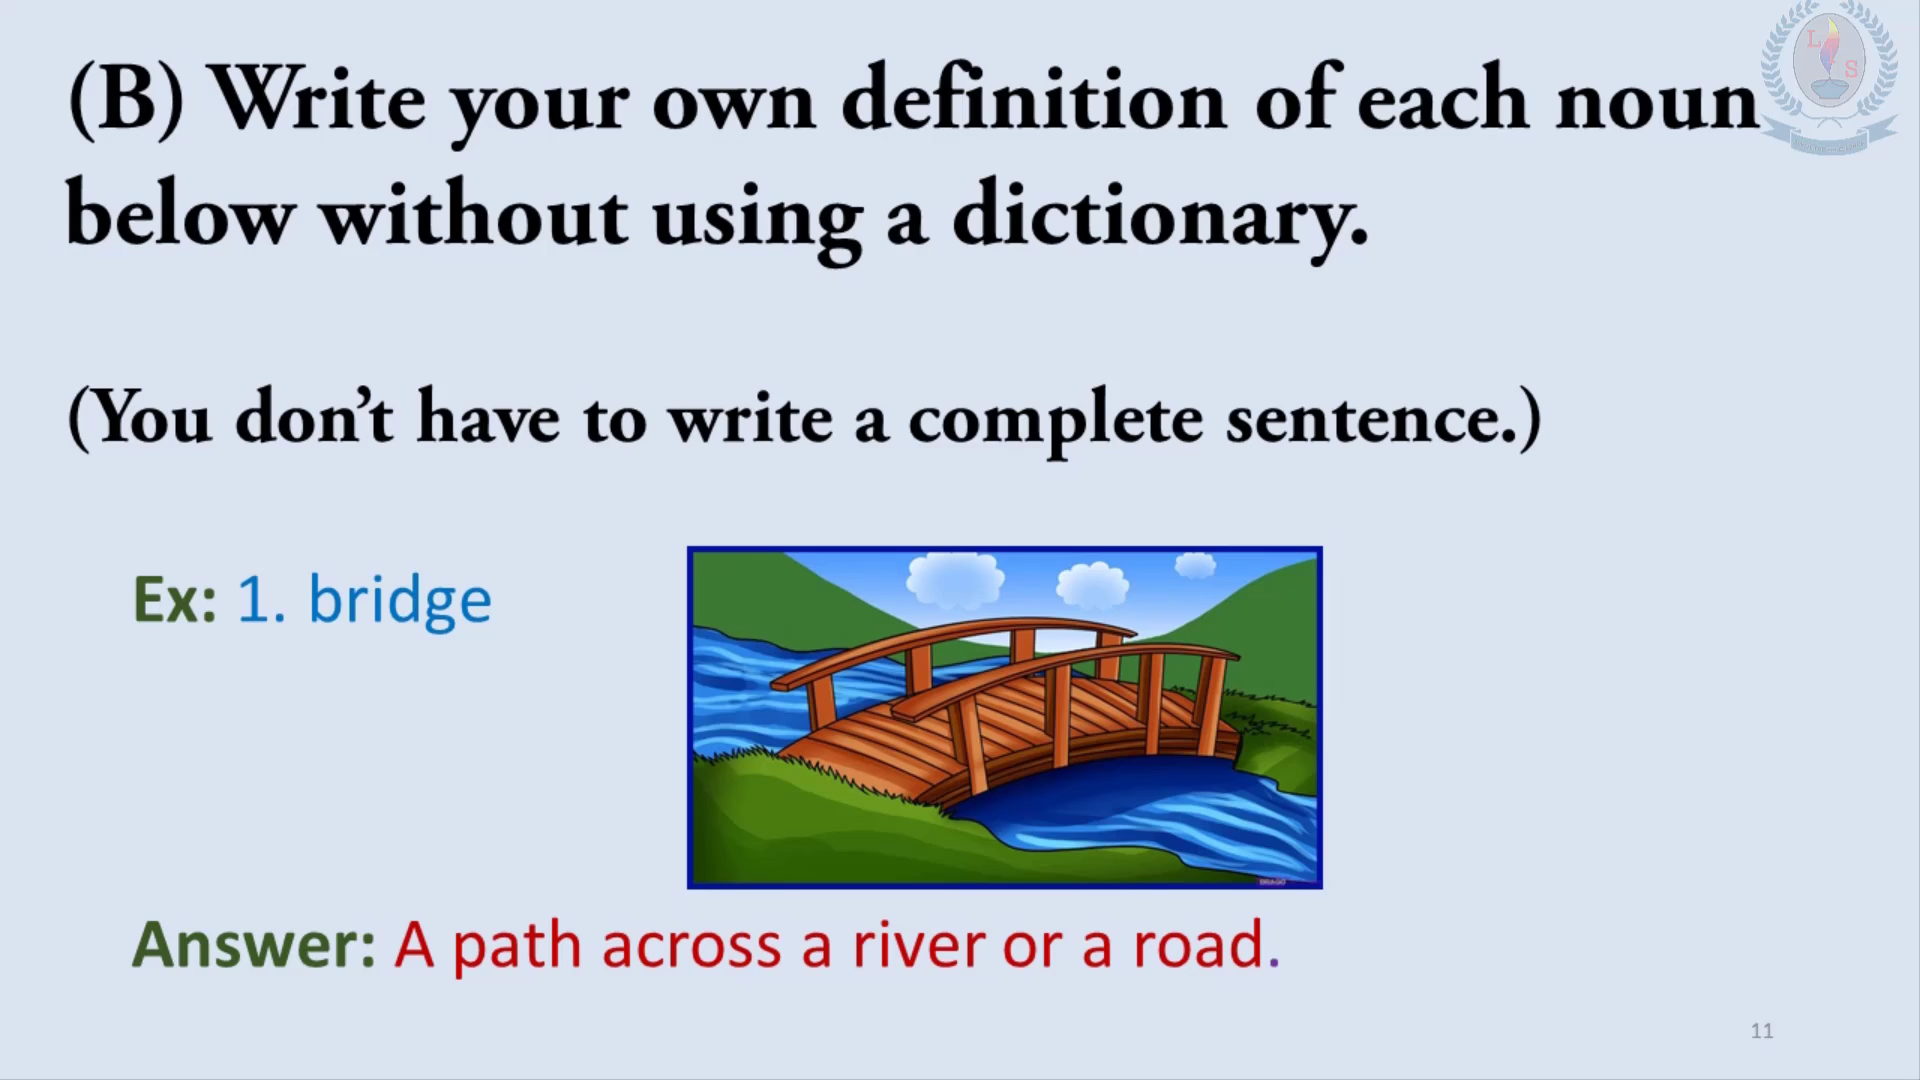 (B) Write your own definition of each noun
below without using a dictionary.
(You don’t have to write a complete sentence.)
Ex: 1. bridge
Answer: A path across a river or a road.
L
S
DRAGO
11